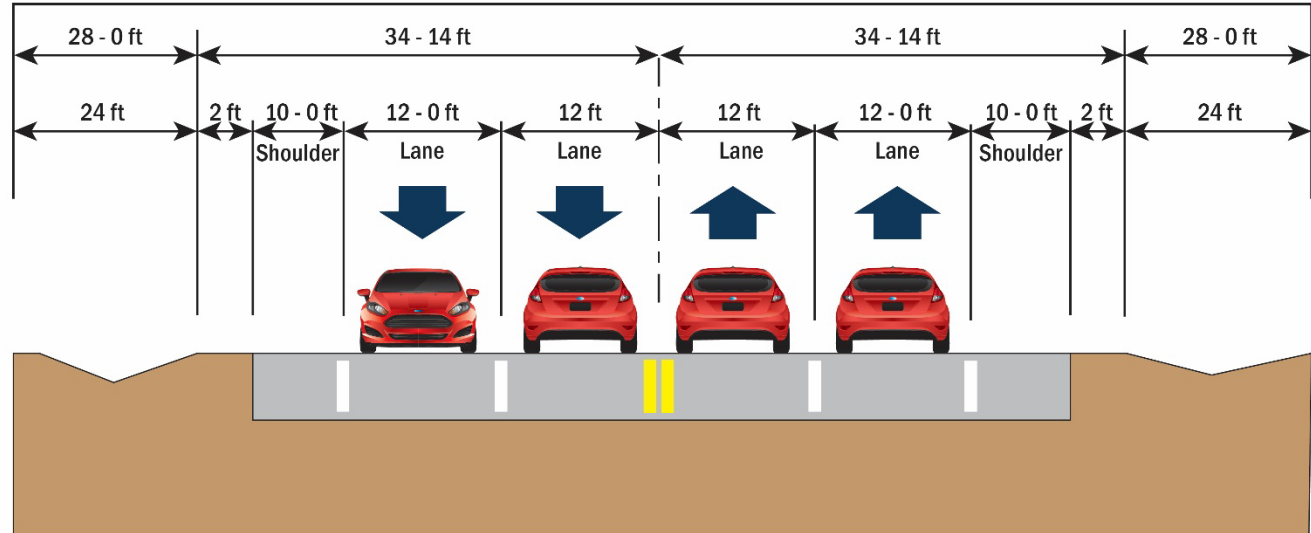 28 - 0 ft 34 - 14 ft 34 - 14 ft 28 - 0 ft
24 ft 2 ft 10 - 0 ft 12 - 0 ft 12 ft 12 ft 12 - 0 ft 10 - 0 ft 2 ft 24 ft
Shoulder Lane Lane Lane Lane Shoulder